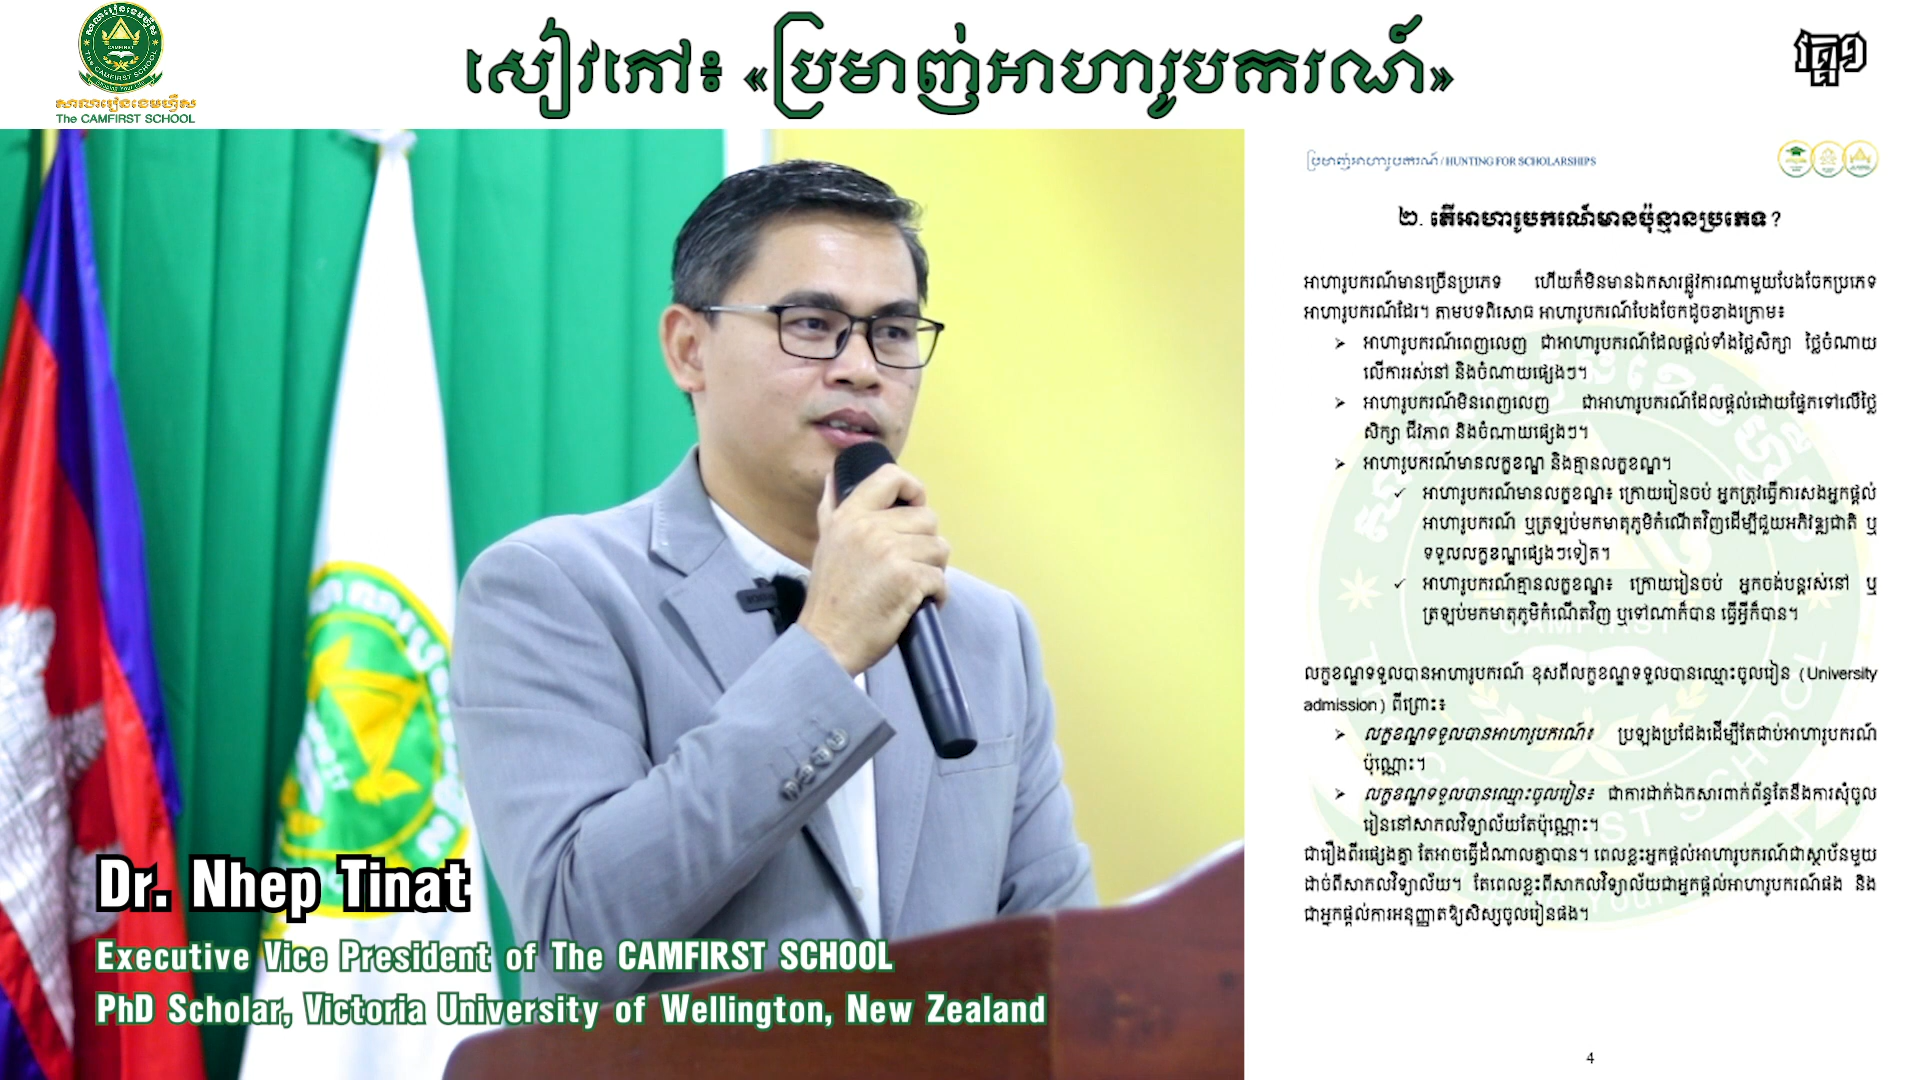 សាលារៀនខេមហ្វឺស
The CAMFIRST SCHOOL
សៀវភៅ៖ «ប្រមាញ់អាហារូបករណ៍»
វគ្គ១
ប្រមាញ់អាហារូបករណ៍ / HUNTING FOR SCHOLARSHIPS
២. តើអាហារូបករណ៍មានប៉ុន្មានប្រភេទ?
អាហារូបករណ៍មានច្រើនប្រភេទ ហើយក៏មិនមានឯកសារផ្លូវការណាមួយបែងចែកប្រភេទ
អាហារូបករណ៍ដែរ។ តាមបទពិសោធ អាហារូបករណ៍បែងចែកដូចខាងក្រោម៖
➢ អាហារូបករណ៍ពេញលេញ ជាអាហារូបករណ៍ដែលផ្តល់ទាំងថ្លៃសិក្សា ថ្លៃចំណាយ
លើការរស់នៅ និងចំណាយផ្សេងៗ។
➢ អាហារូបករណ៍មិនពេញលេញ ជាអាហារូបករណ៍ដែលផ្តល់ដោយផ្នែកទៅលើថ្លៃ
សិក្សា ជីវភាព និងចំណាយផ្សេងៗ។
➢ អាហារូបករណ៍មានលក្ខខណ្ឌ និងគ្មានលក្ខខណ្ឌ។
✓ អាហារូបករណ៍មានលក្ខខណ្ឌ៖ ក្រោយរៀនចប់ អ្នកត្រូវធ្វើការសងអ្នកផ្តល់
អាហារូបករណ៍ ឬត្រឡប់មកមាតុភូមិកំណើតវិញដើម្បីជួយអភិវឌ្ឍជាតិ ឬ
ទទួលលក្ខខណ្ឌផ្សេងៗទៀត។
✓ អាហារូបករណ៍គ្មានលក្ខខណ្ឌ៖ ក្រោយរៀនចប់ អ្នកចង់បន្តរស់នៅ ឬ
ត្រឡប់មកមាតុភូមិកំណើតវិញ ឬទៅណាក៏បាន ធ្វើអ្វីក៏បាន។
លក្ខខណ្ឌទទួលបានអាហារូបករណ៍ ខុសពីលក្ខខណ្ឌទទួលបានឈ្មោះចូលរៀន (University
admission) ពីព្រោះ៖
➢ លក្ខខណ្ឌទទួលបានអាហារូបករណ៍៖ ប្រឡងប្រជែងដើម្បីតែជាប់អាហារូបករណ៍
ប៉ុណ្ណោះ។
➢ លក្ខខណ្ឌទទួលបានឈ្មោះចូលរៀន៖ ជាការដាក់ឯកសារពាក់ព័ន្ធតែនឹងការសុំចូល
រៀននៅសាកលវិទ្យាល័យតែប៉ុណ្ណោះ។
ជារឿងពីរផ្សេងគ្នា តែអាចធ្វើដំណាលគ្នាបាន។ ពេលខ្លះអ្នកផ្តល់អាហារូបករណ៍ជាស្ថាប័នមួយ
ដាច់ពីសាកលវិទ្យាល័យ។ តែពេលខ្លះពីសាកលវិទ្យាល័យជាអ្នកផ្តល់អាហារូបករណ៍ផង និង
ជាអ្នកផ្តល់ការអនុញ្ញាតឱ្យសិស្សចូលរៀនផង។
4
Dr. Nhep Tinat
Executive Vice President of The CAMFIRST SCHOOL
PhD Scholar, Victoria University of Wellington, New Zealand